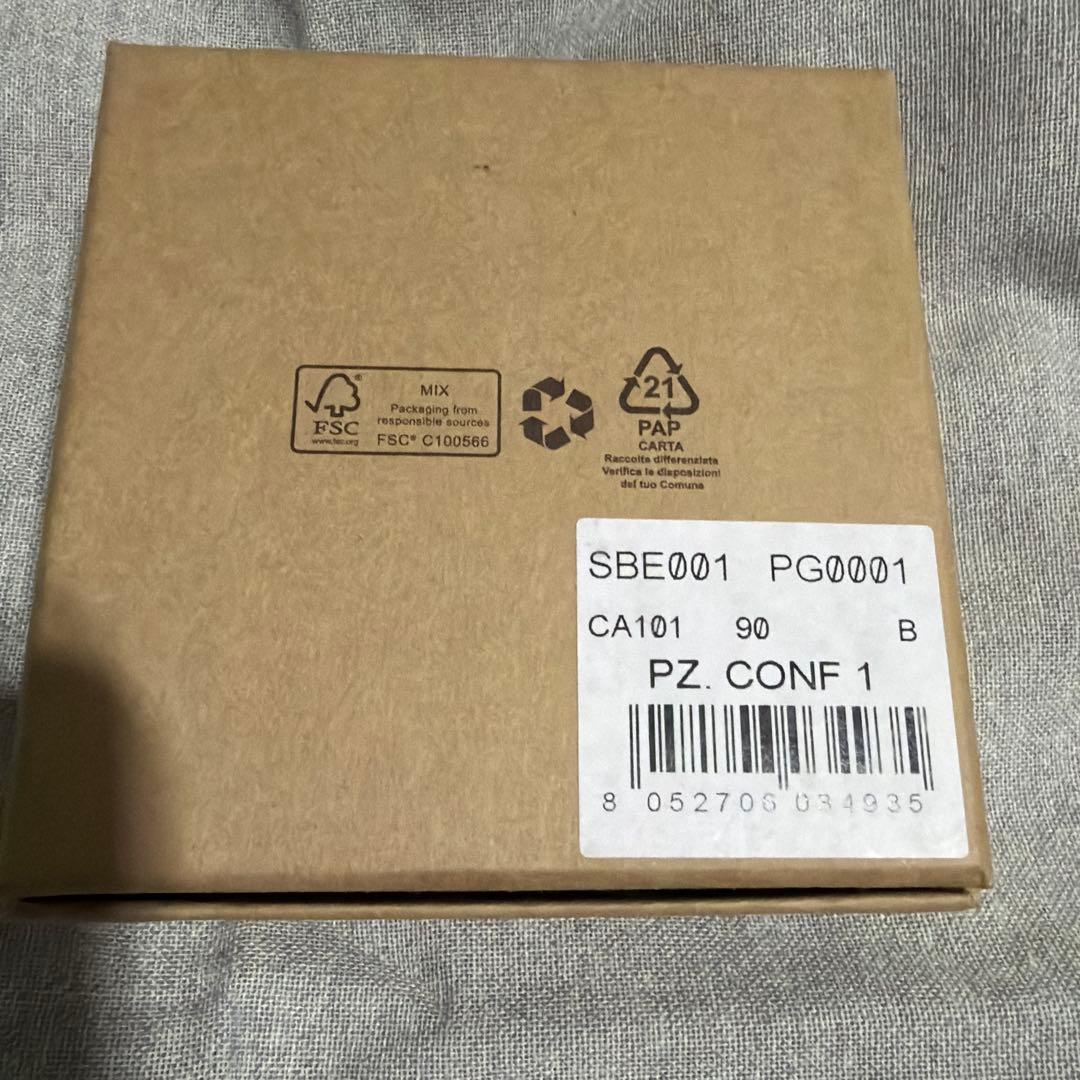 FSC®
www.fsc.org
MIX
Packaging from
responsible sources
FSC® C100566
21
PAP
CARTA
Raccolta differenziata
Verifica le disposizioni
del tuo Comune
SBE001 PG0001
CA101 90 B
PZ. CONF 1
8 052706 034935